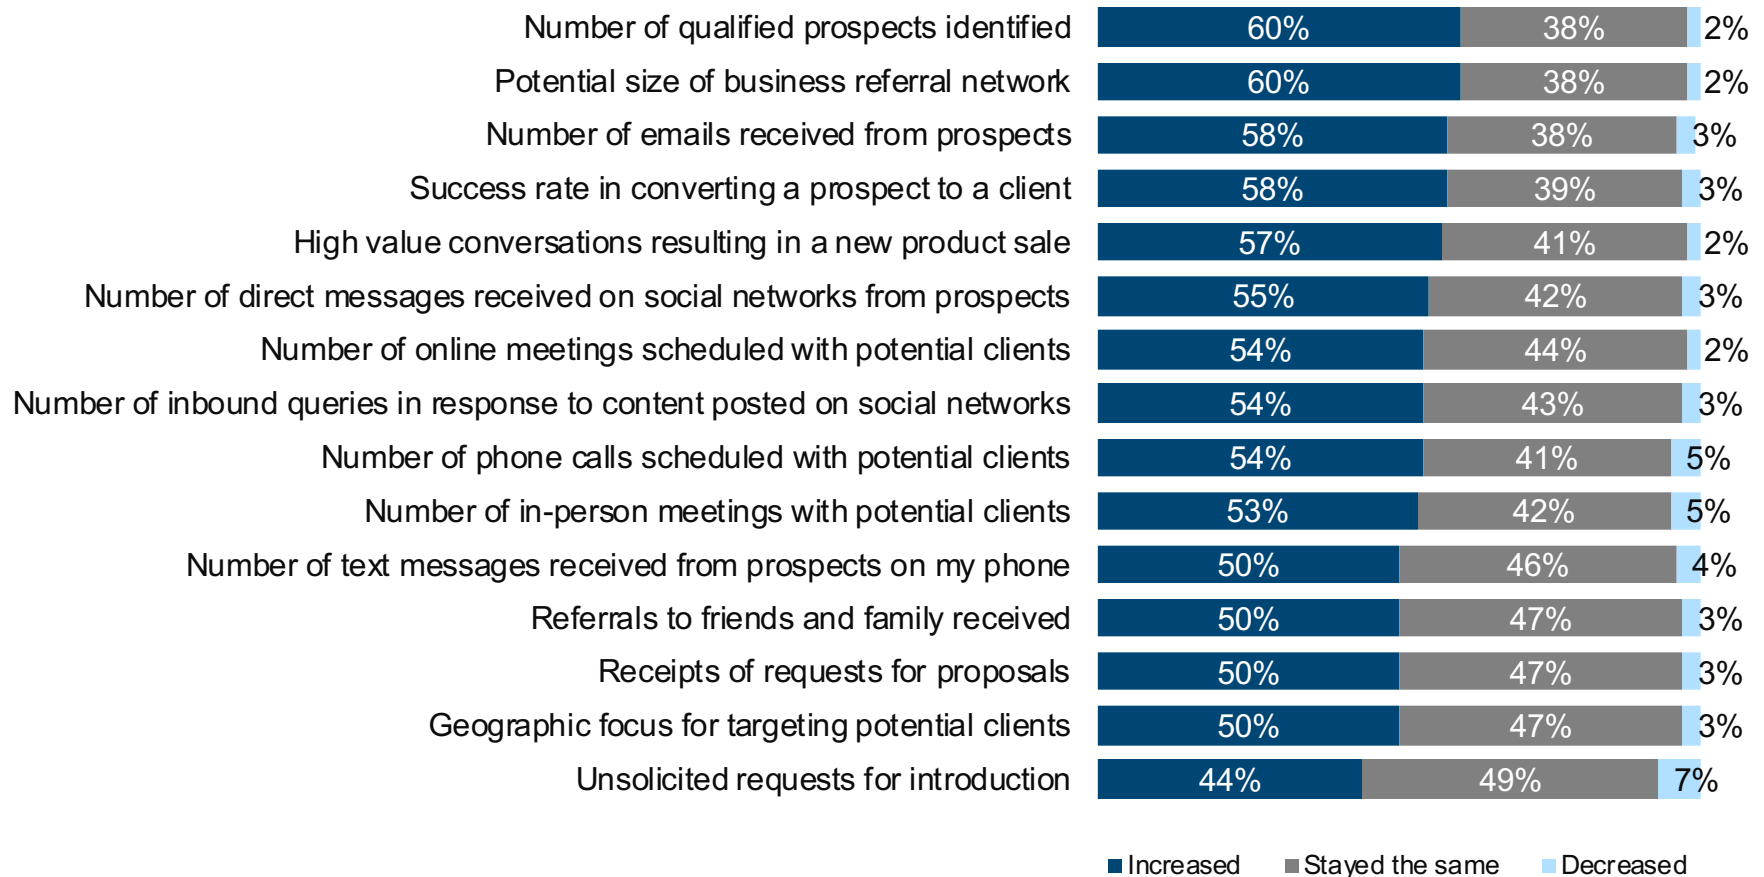 Number of qualified prospects identified 60% 38% 2%
Potential size of business referral network 60% 38% 2%
Number of emails received from prospects 58% 38% 3%
Success rate in converting a prospect to a client 58% 39% 3%
High value conversations resulting in a new product sale 57% 41% 2%
Number of direct messages received on social networks from prospects 55% 42% 3%
Number of online meetings scheduled with potential clients 54% 44% 2%
Number of inbound queries in response to content posted on social networks 54% 43% 3%
Number of phone calls scheduled with potential clients 54% 41% 5%
Number of in-person meetings with potential clients 53% 42% 5%
Number of text messages received from prospects on my phone 50% 46% 4%
Referrals to friends and family received 50% 47% 3%
Receipts of requests for proposals 50% 47% 3%
Geographic focus for targeting potential clients 50% 47% 3%
Unsolicited requests for introduction 44% 49% 7%
Increased Stayed the same Decreased